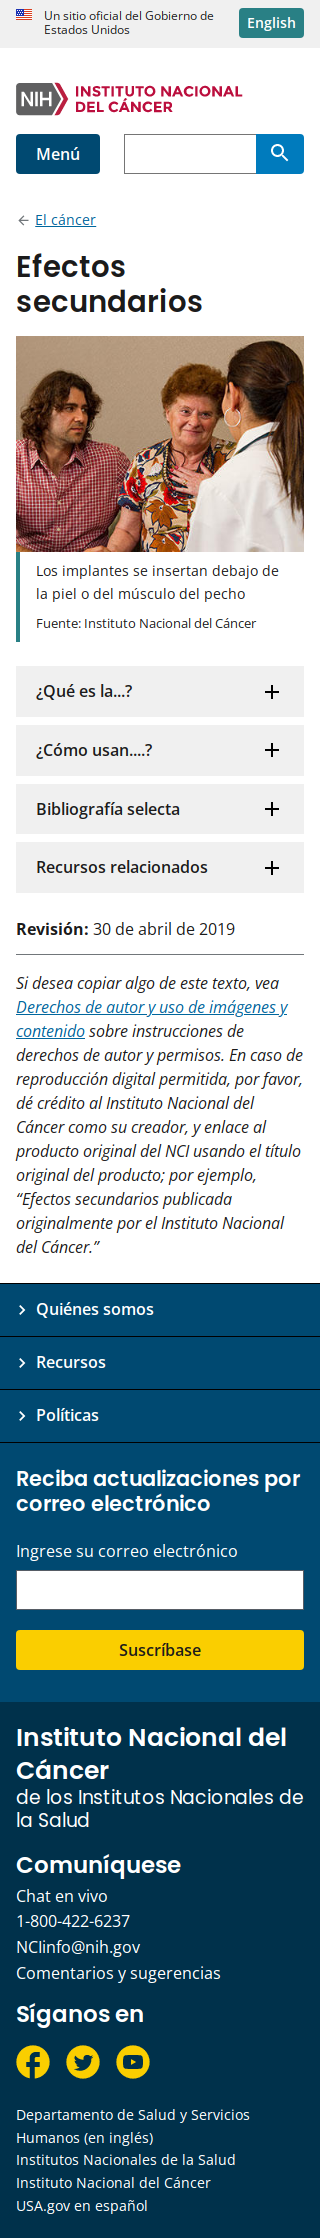 Un sitio oficial del Gobierno de
Estados Unidos
English
NIH
INSTITUTO NACIONAL
DEL CÁNCER
Menú
El cáncer
Efectos
secundarios
Los implantes se insertan debajo de
la piel o del músculo del pecho
Fuente: Instituto Nacional del Cáncer
¿Qué es la...?
¿Cómo usan....?
Bibliografía selecta
Recursos relacionados
Revisión: 30 de abril de 2019
Si desea copiar algo de este texto, vea
Derechos de autor y uso de imágenes y
contenido sobre instrucciones de
derechos de autor y permisos. En caso de
reproducción digital permitida, por favor,
dé crédito al Instituto Nacional del
Cáncer como su creador, y enlace al
producto original del NCI usando el título
original del producto; por ejemplo,
“Efectos secundarios publicada
originalmente por el Instituto Nacional
del Cáncer.”
Quiénes somos
Recursos
Políticas
Reciba actualizaciones por
correo electrónico
Ingrese su correo electrónico
Suscríbase
Instituto Nacional del
Cáncer
de los Institutos Nacionales de
la Salud
Comuníquese
Chat en vivo
1-800-422-6237
NCIinfo@nih.gov
Comentarios y sugerencias
Síganos en
Departamento de Salud y Servicios
Humanos (en inglés)
Institutos Nacionales de la Salud
Instituto Nacional del Cáncer
USA.gov en español